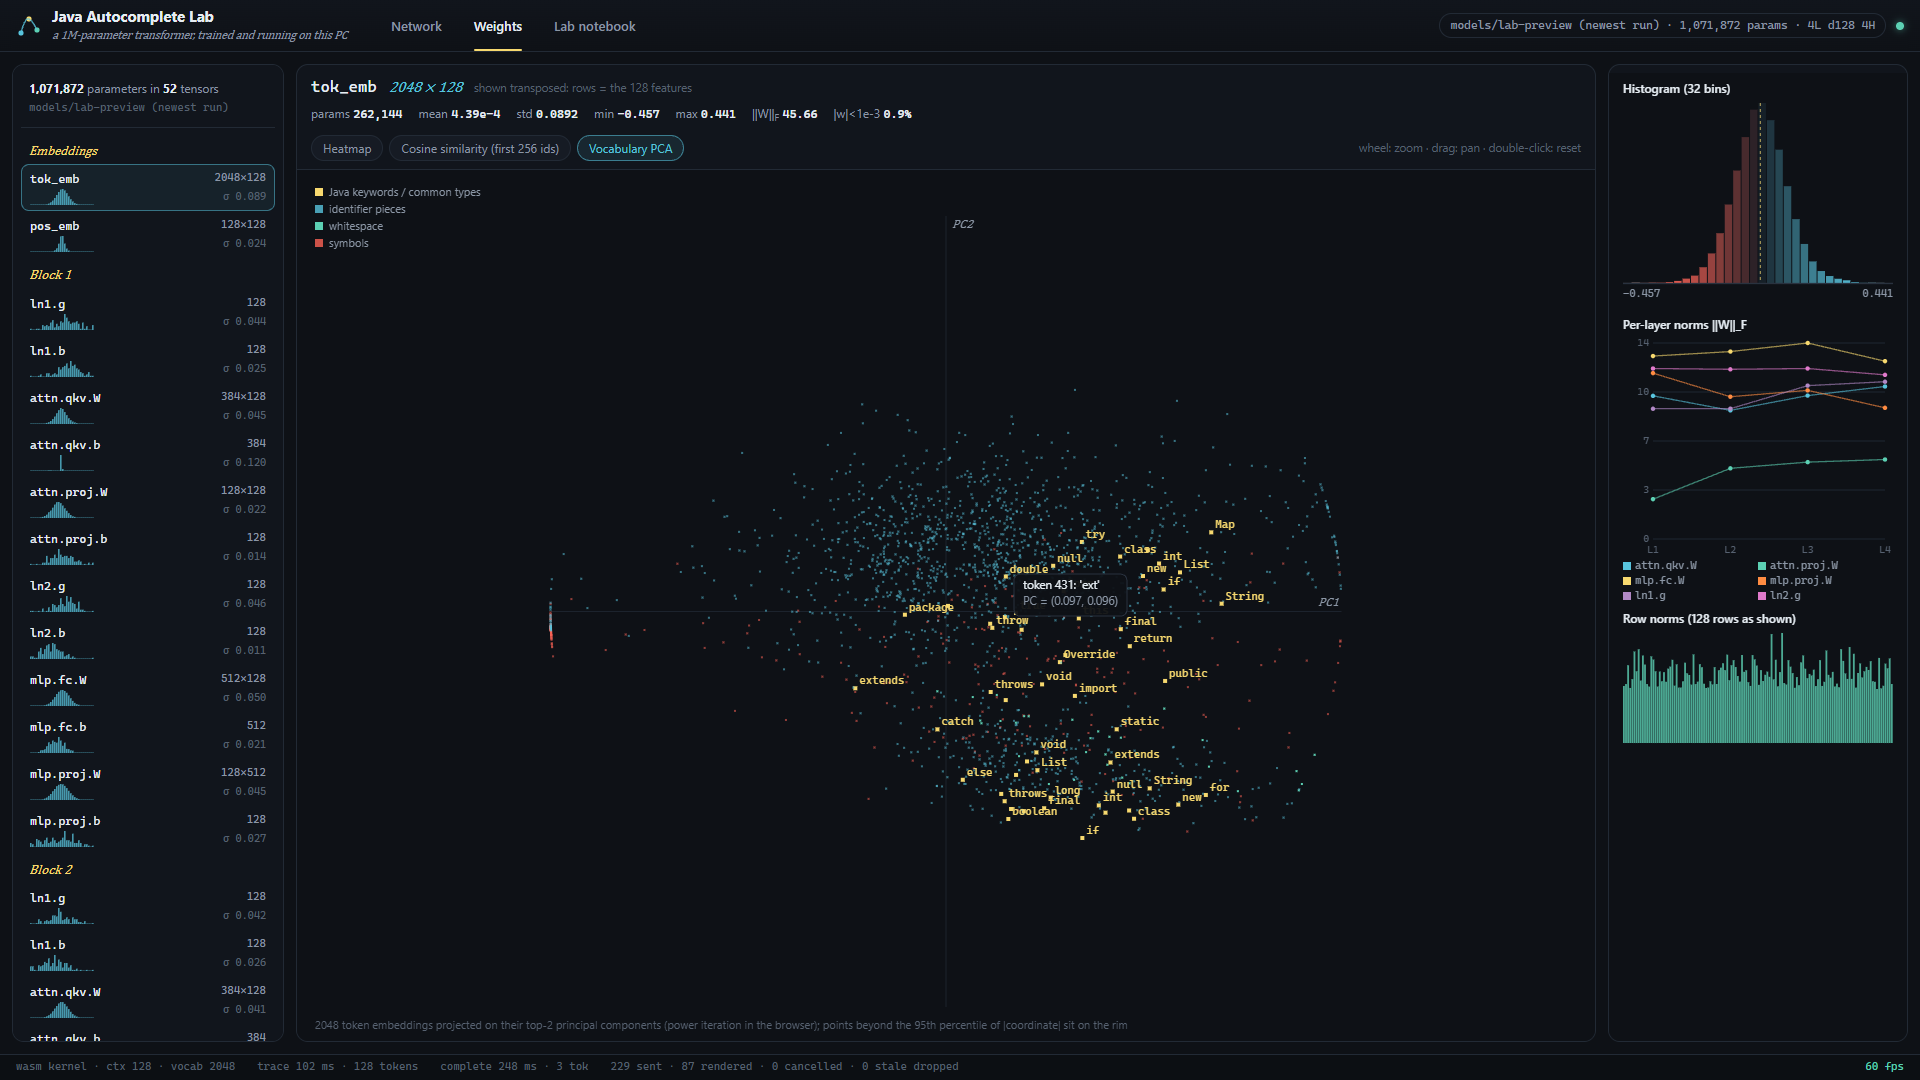 Java Autocomplete Lab
a 1M-parameter transformer, trained and running on this PC
Network
Weights
Lab notebook
models/lab-preview (newest run) · 1,071,872 params · 4L d128 4H
1,071,872 parameters in 52 tensors
models/lab-preview (newest run)
Embeddings
tok_emb 2048×128
σ 0.089
pos_emb 128×128
σ 0.024
Block 1
ln1.g 128
σ 0.044
ln1.b 128
σ 0.025
attn.qkv.W 384×128
σ 0.045
attn.qkv.b 384
σ 0.120
attn.proj.W 128×128
σ 0.022
attn.proj.b 128
σ 0.014
ln2.g 128
σ 0.046
ln2.b 128
σ 0.011
mlp.fc.W 512×128
σ 0.050
mlp.fc.b 512
σ 0.021
mlp.proj.W 128×512
σ 0.045
mlp.proj.b 128
σ 0.027
Block 2
ln1.g 128
σ 0.042
ln1.b 128
σ 0.026
attn.qkv.W 384×128
σ 0.041
attn.qkv.b 384
tok_emb 2048 × 128 shown transposed: rows = the 128 features
params 262,144 mean 4.39e−4 std 0.0892 min −0.457 max 0.441 ||W||F 45.66 |w|<1e-3 0.9%
Heatmap
Cosine similarity (first 256 ids)
Vocabulary PCA
wheel: zoom · drag: pan · double-click: reset
Java keywords / common types
identifier pieces
whitespace
symbols
PC2
Map
try
class
null
int
double
new
List
if
token 431: 'ext'
PC = (0.097, 0.096)
String
PC1
package
throw
final
return
Override
extends
throws
void
import
public
catch
static
void
extends
List
else
null
String
for
throws
long
final
int
new
boolean
class
if
2048 token embeddings projected on their top-2 principal components (power iteration in the browser); points beyond the 95th percentile of |coordinate| sit on the rim
Histogram (32 bins)
−0.457 0.441
Per-layer norms ||W||_F
14
10
7
3
0
L1 L2 L3 L4
attn.qkv.W attn.proj.W
mlp.fc.W mlp.proj.W
ln1.g ln2.g
Row norms (128 rows as shown)
wasm kernel · ctx 128 · vocab 2048 trace 102 ms · 128 tokens complete 248 ms · 3 tok 229 sent · 87 rendered · 0 cancelled · 0 stale dropped
60 fps